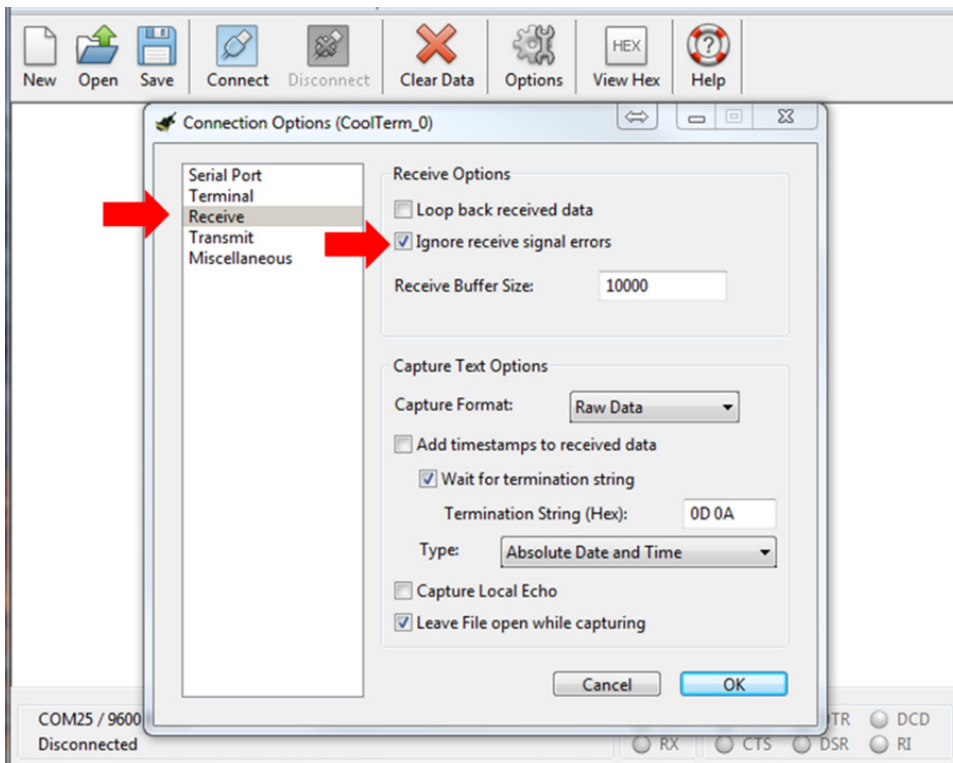 HEX
New Open Save Connect Disconnect Clear Data Options View Hex Help
Connection Options (CoolTerm_0)
Serial Port
Terminal
Receive
Transmit
Miscellaneous
Receive Options
Loop back received data
Ignore receive signal errors
Receive Buffer Size: 10000
Capture Text Options
Capture Format: Raw Data
Add timestamps to received data
Wait for termination string
Termination String (Hex): 0D 0A
Type: Absolute Date and Time
Capture Local Echo
Leave File open while capturing
Cancel OK
COM25 / 9600 DCD
Disconnected RX CTS DSR RI